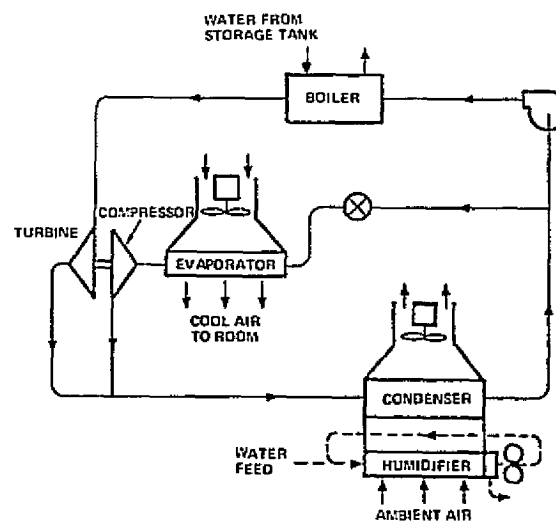 WATER FROM
STORAGE TANK
BOILER
COMPRESSOR
TURBINE
EVAPORATOR
COOL AIR
TO ROOM
CONDENSER
WATER
FEED
HUMIDIFIER
AMBIENT AIR